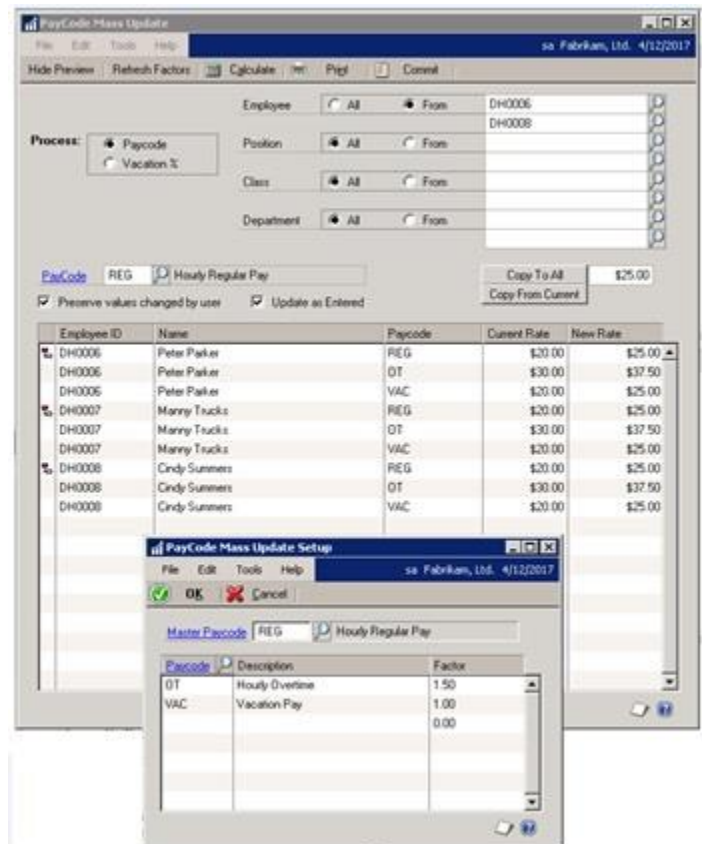 PayCode Mass Update
File Edit Tools Help sa Fabrikam, Ltd. 4/12/2017
Hide Preview Refresh Factors Calculate Print Commit
Employee All From DH0006
DH0008
Process: Paycode Position All From
Vacation %
Class All From
Department All From
PayCode REG Hourly Regular Pay Copy To All $25.00
Preserve values changed by user Update as Entered Copy From Current
Employee ID Name Paycode Current Rate New Rate
DH0006 Peter Parker REG $20.00 $25.00
DH0006 Peter Parker OT $30.00 $37.50
DH0006 Peter Parker VAC $20.00 $25.00
DH0007 Manny Trucks REG $20.00 $25.00
DH0007 Manny Trucks OT $30.00 $37.50
DH0007 Manny Trucks VAC $20.00 $25.00
DH0008 Cindy Summers REG $20.00 $25.00
DH0008 Cindy Summers OT $30.00 $37.50
DH0008 Cindy Summers VAC $20.00 $25.00
PayCode Mass Update Setup
File Edit Tools Help sa Fabrikam, Ltd. 4/12/2017
OK Cancel
Master Paycode REG Hourly Regular Pay
Paycode Description Factor
OT Hourly Overtime 1.50
VAC Vacation Pay 1.00
0.00